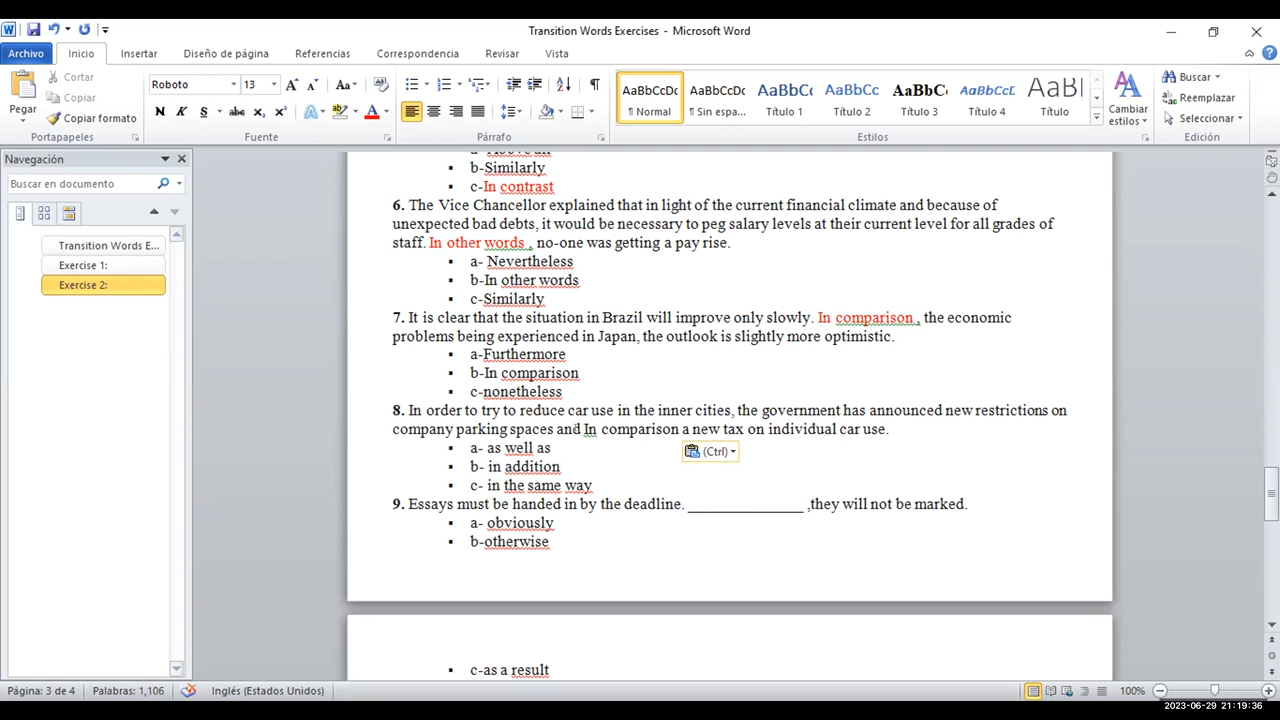 Transition Words Exercises - Microsoft Word
Archivo Inicio Insertar Diseño de página Referencias Correspondencia Revisar Vista
Pegar
Cortar
Copiar
Copiar formato
Portapapeles
Roboto 13
Fuente
Párrafo
AaBbCcDc AaBbCcDc AaBbC AaBbCc AaBbCc AaBbCcL AaBl
¶ Normal ¶ Sin espa... Título 1 Título 2 Título 3 Título 4 Título
Estilos
Cambiar
estilos
Buscar
Reemplazar
Seleccionar
Edición
Navegación
Buscar en documento
Transition Words E...
Exercise 1:
Exercise 2:
a- Above all
b-Similarly
c-In contrast
6. The Vice Chancellor explained that in light of the current financial climate and because of
unexpected bad debts, it would be necessary to peg salary levels at their current level for all grades of
staff. In other words , no-one was getting a pay rise.
a- Nevertheless
b-In other words
c-Similarly
7. It is clear that the situation in Brazil will improve only slowly. In comparison , the economic
problems being experienced in Japan, the outlook is slightly more optimistic.
a-Furthermore
b-In comparison
c-nonetheless
8. In order to try to reduce car use in the inner cities, the government has announced new restrictions on
company parking spaces and In comparison a new tax on individual car use.
a- as well as
(Ctrl)
b- in addition
c- in the same way
9. Essays must be handed in by the deadline. ________________ ,they will not be marked.
a- obviously
b-otherwise
c-as a result
Página: 3 de 4 Palabras: 1,106 Inglés (Estados Unidos) 100%
2023-06-29 21:19:36